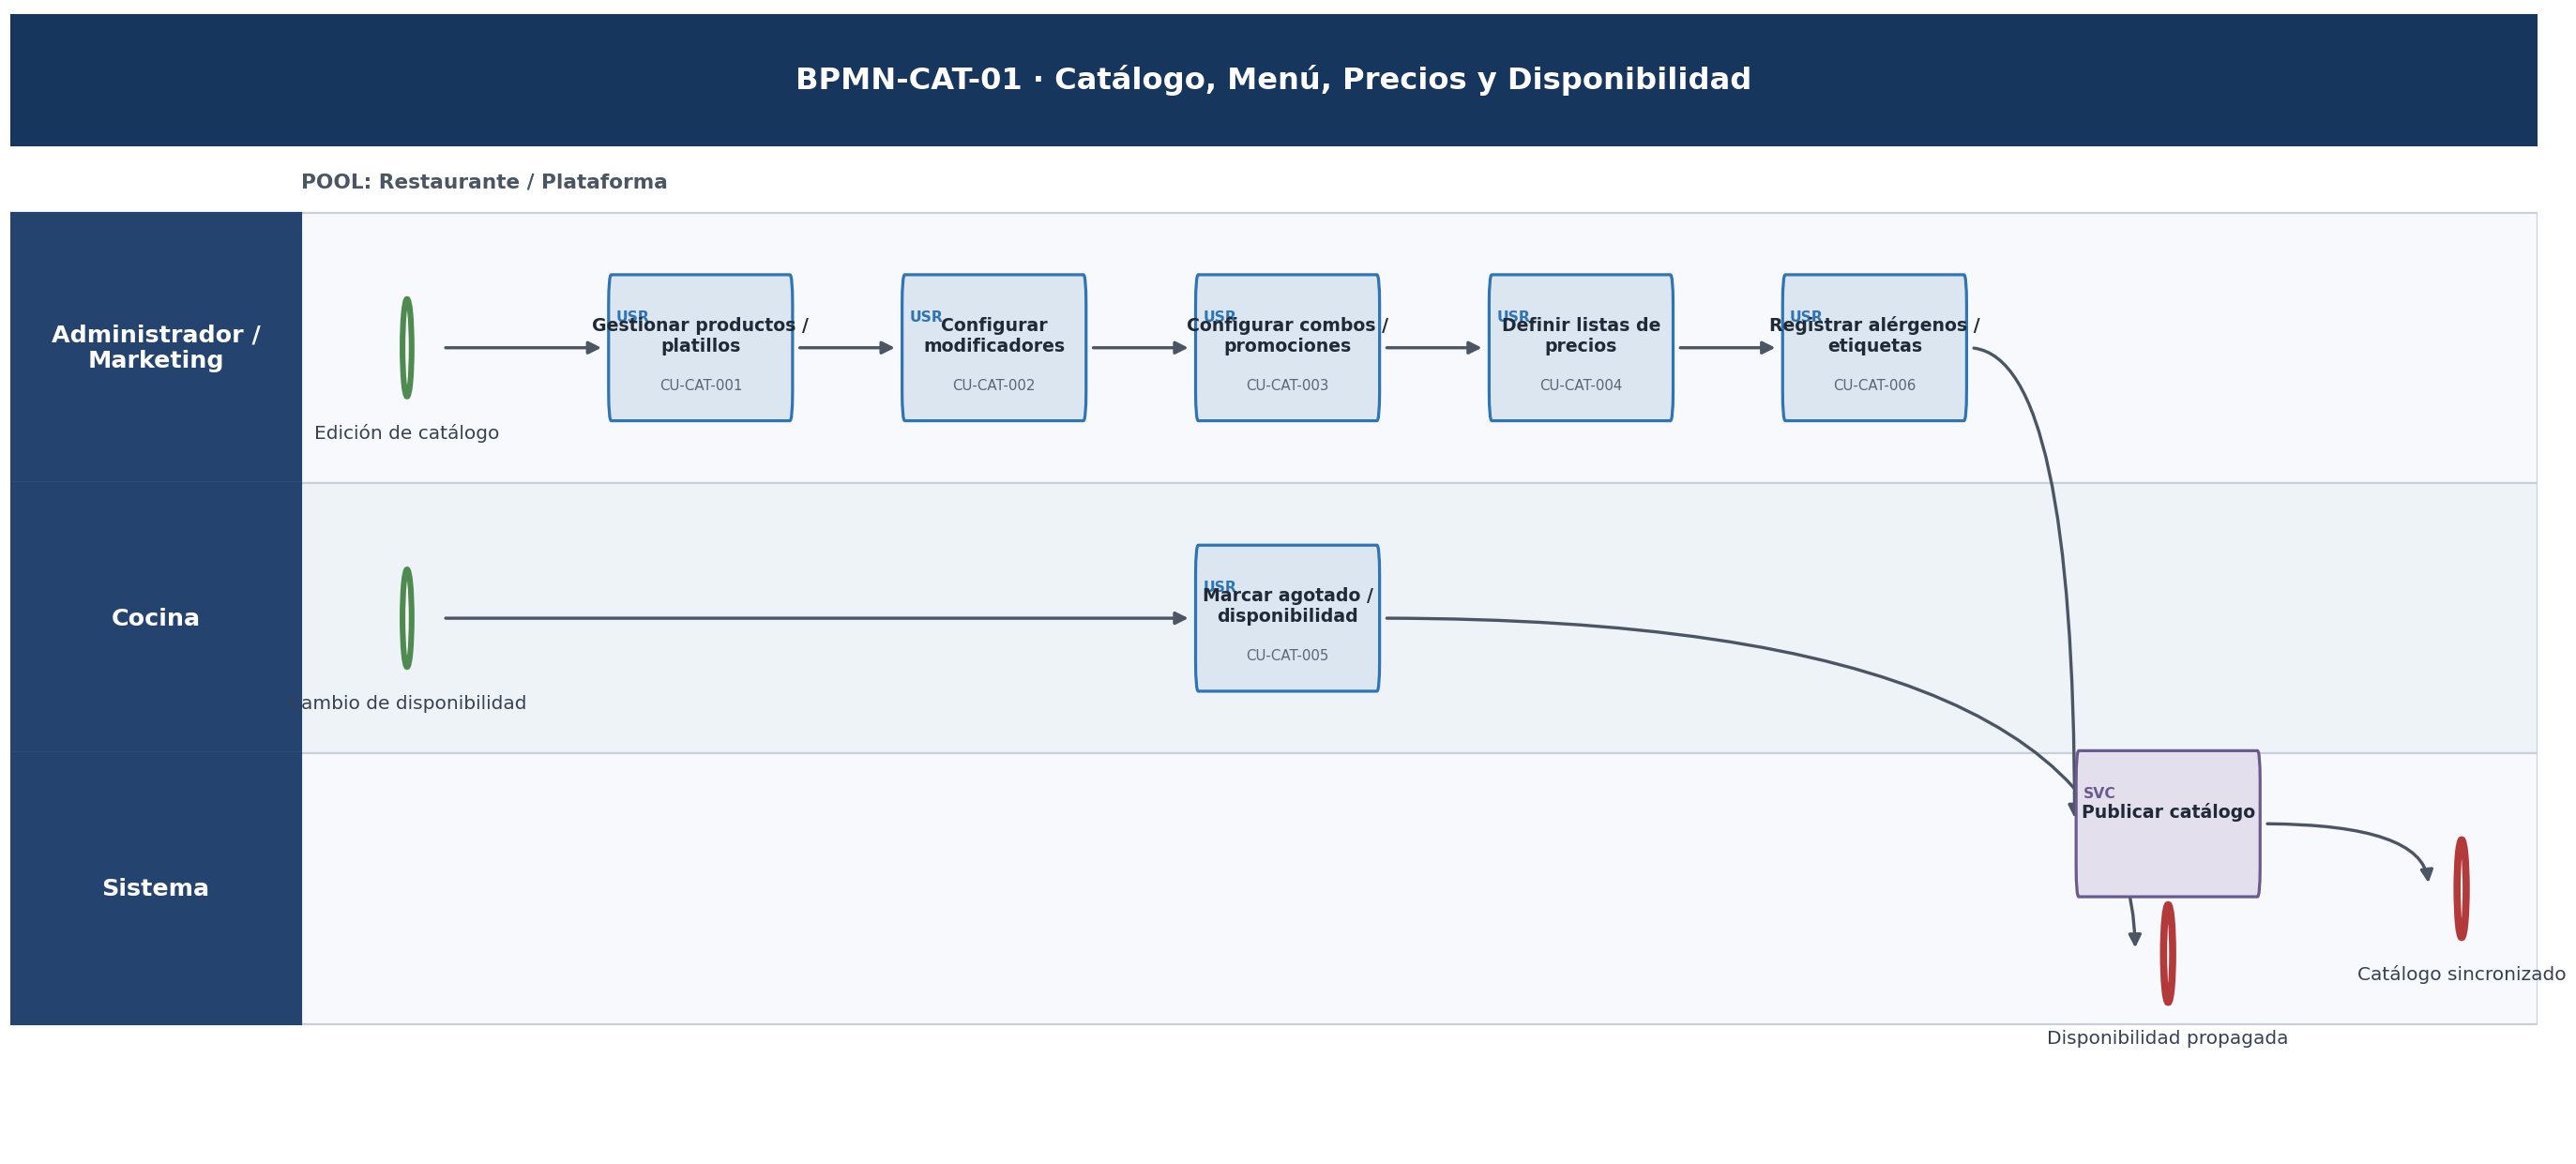 BPMN-CAT-01 · Catálogo, Menú, Precios y Disponibilidad
POOL: Restaurante / Plataforma
Administrador /
Marketing
Edición de catálogo
USR
Gestionar productos /
platillos
CU-CAT-001
USR
Configurar
modificadores
CU-CAT-002
USR
Configurar combos /
promociones
CU-CAT-003
USR
Definir listas de
precios
CU-CAT-004
USR
Registrar alérgenos /
etiquetas
CU-CAT-006
Cocina
Cambio de disponibilidad
USR
Marcar agotado /
disponibilidad
CU-CAT-005
Sistema
SVC
Publicar catálogo
Catálogo sincronizado
Disponibilidad propagada